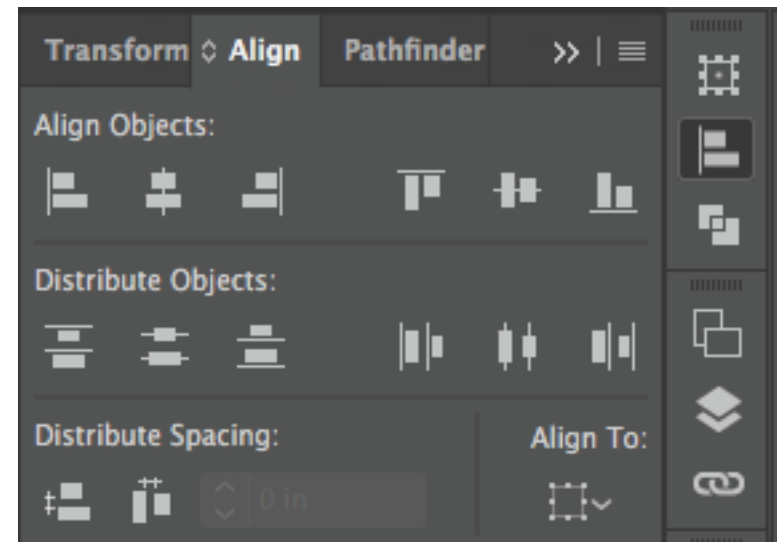 Transform Align Pathfinder
Align Objects:
Distribute Objects:
Distribute Spacing: Align To:
0 in